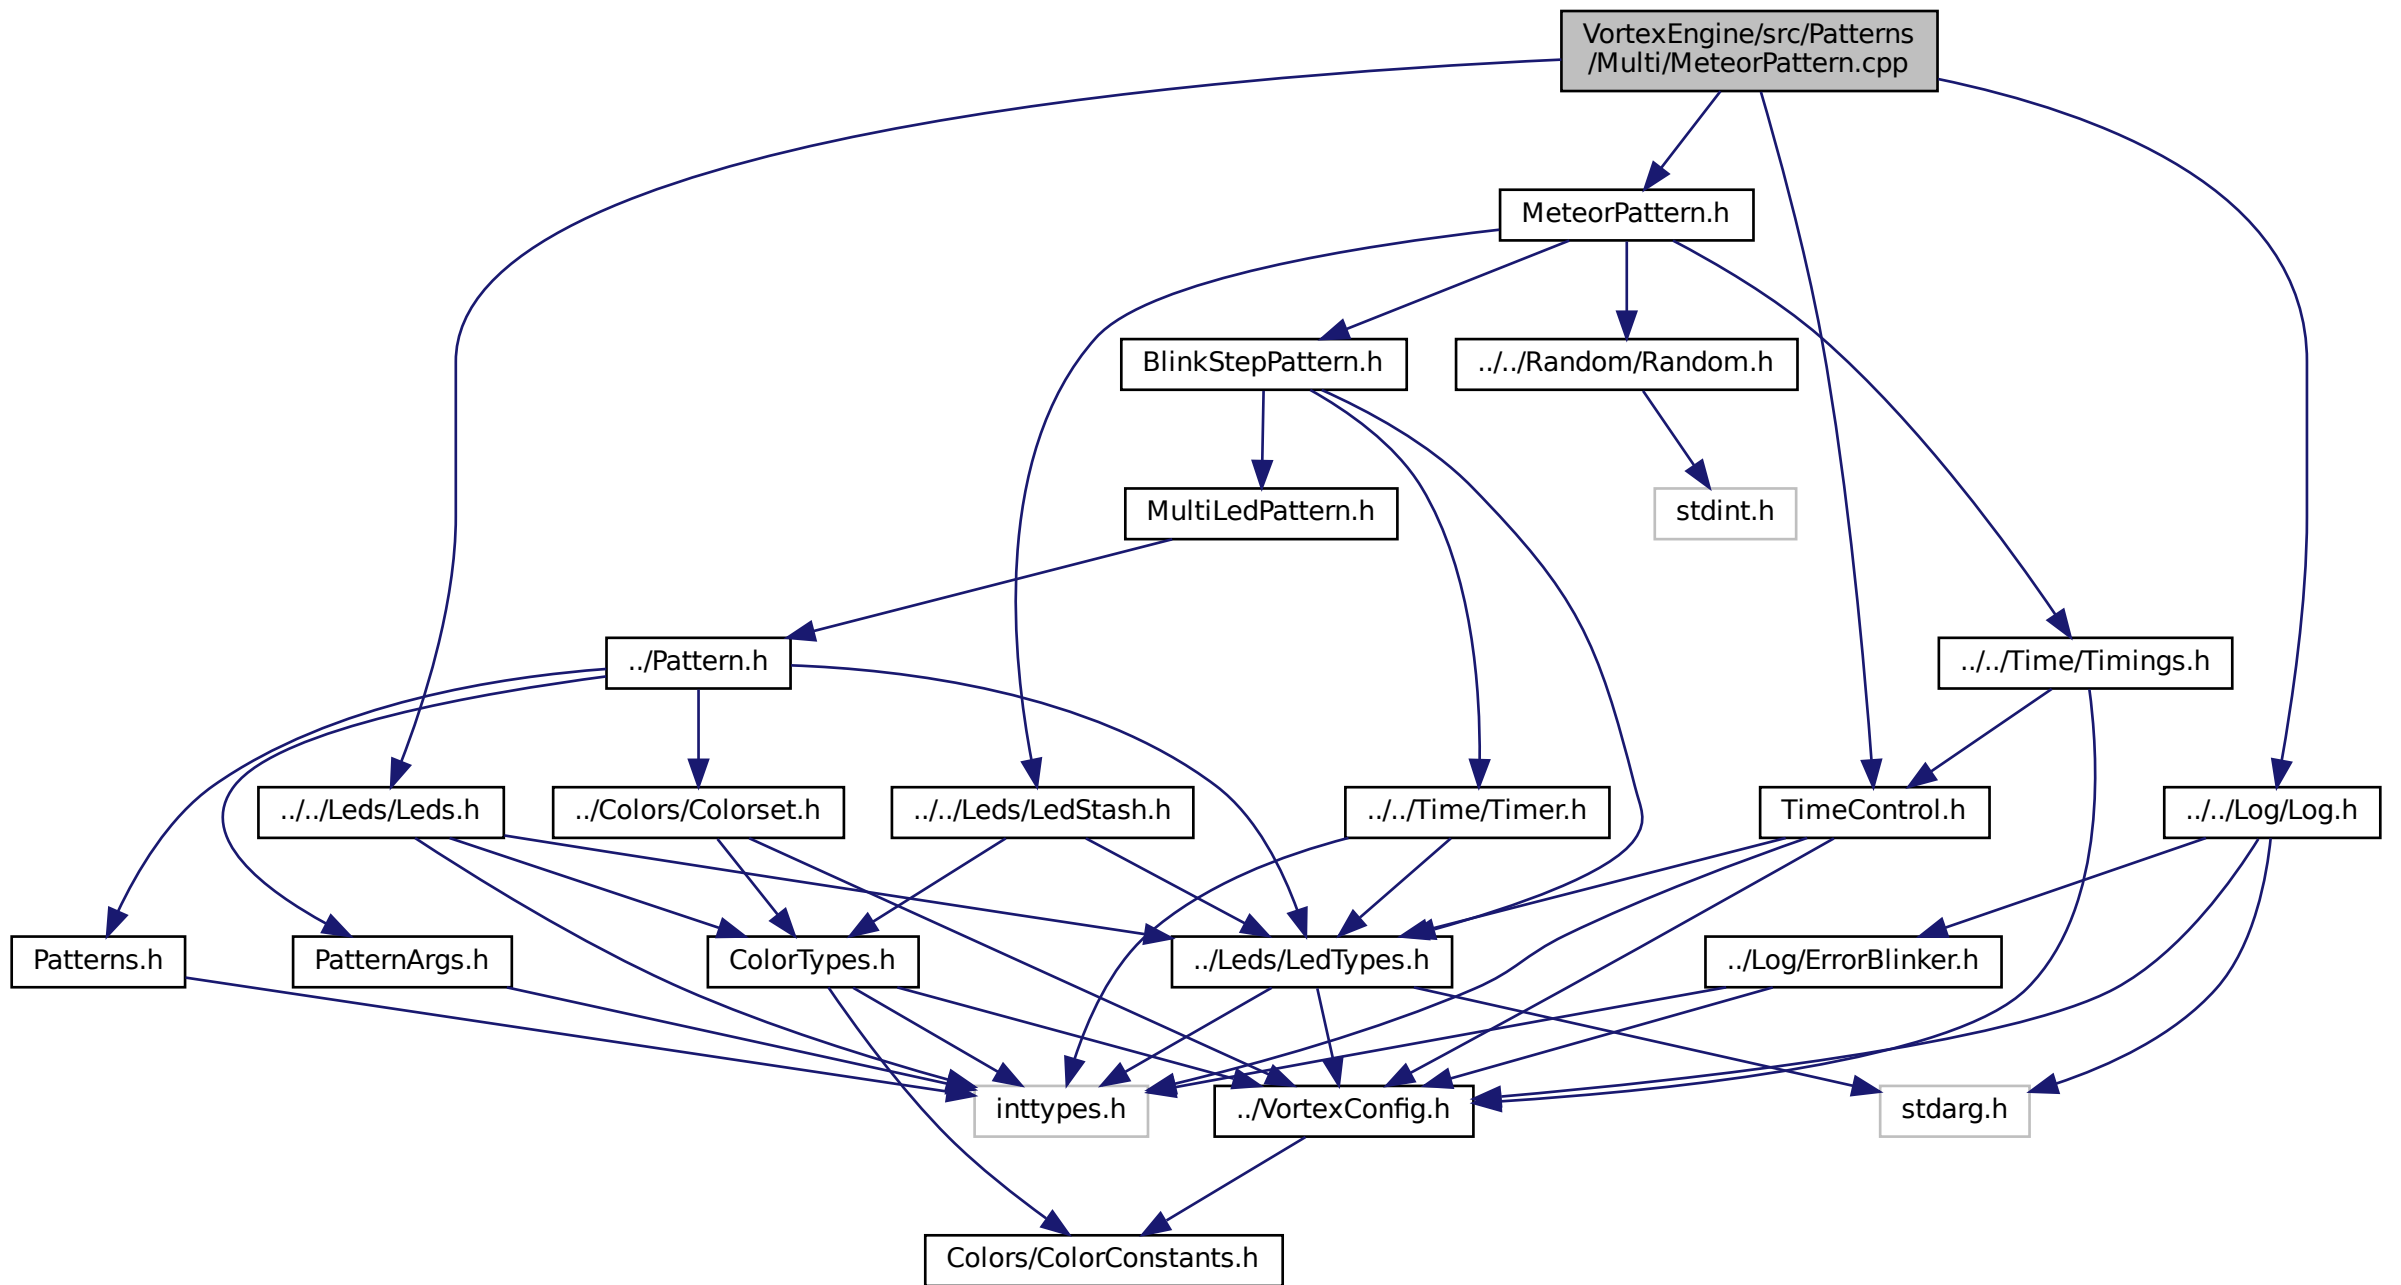 VortexEngine/src/Patterns
/Multi/MeteorPattern.cpp
MeteorPattern.h
BlinkStepPattern.h
../../Random/Random.h
MultiLedPattern.h
stdint.h
../Pattern.h
../../Time/Timings.h
../../Leds/Leds.h
../Colors/Colorset.h
../../Leds/LedStash.h
../../Time/Timer.h
TimeControl.h
../../Log/Log.h
Patterns.h
PatternArgs.h
ColorTypes.h
../Leds/LedTypes.h
../Log/ErrorBlinker.h
inttypes.h
../VortexConfig.h
stdarg.h
Colors/ColorConstants.h